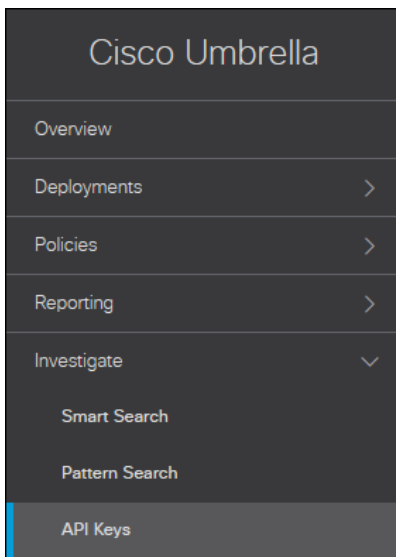 Cisco Umbrella
Overview
Deployments
Policies
Reporting
Investigate
Smart Search
Pattern Search
API Keys